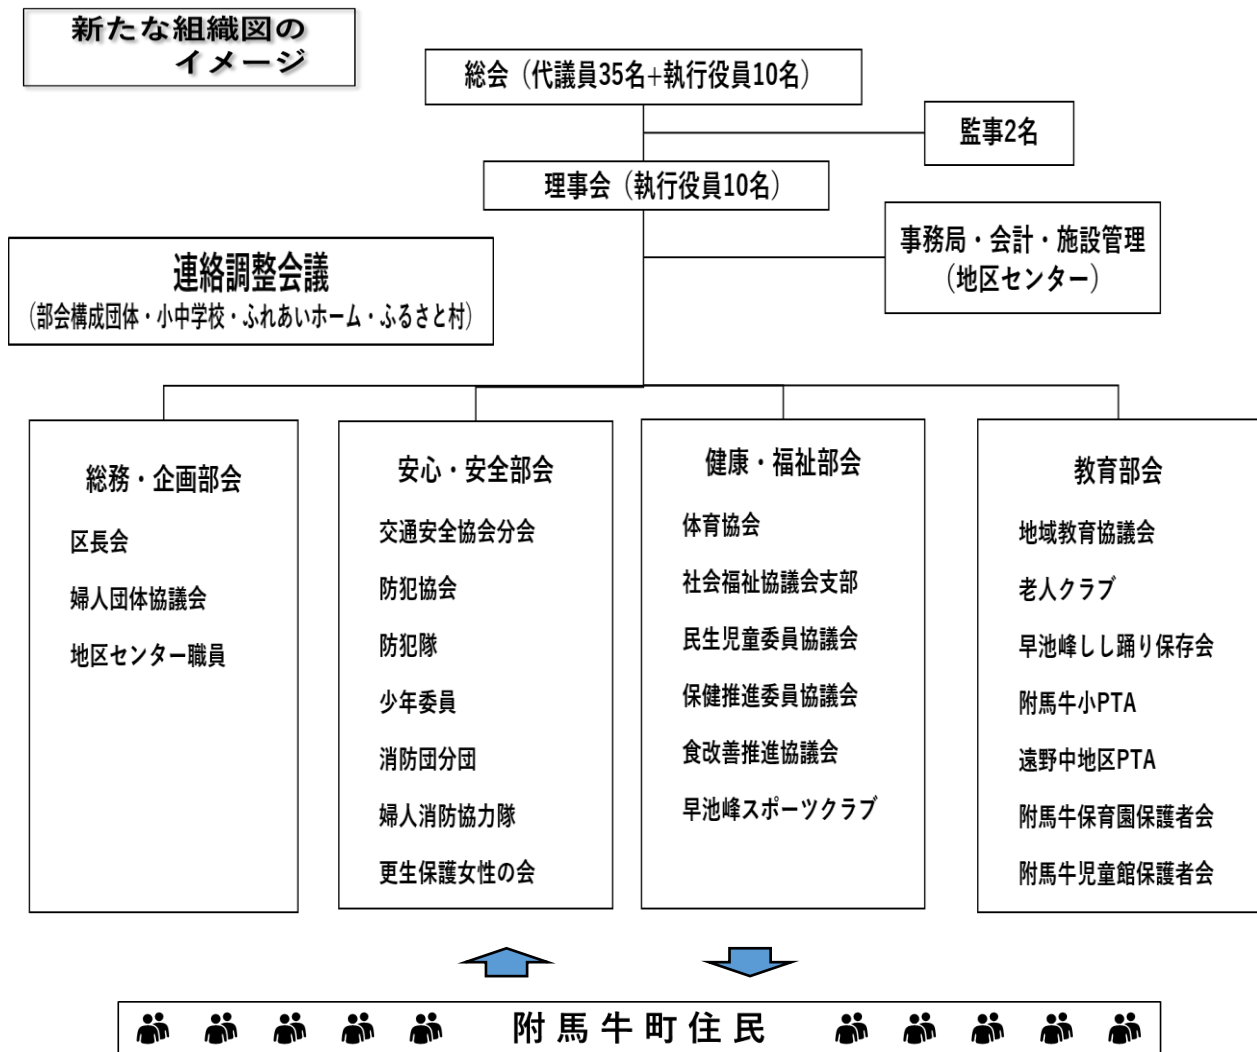 新たな組織図の
イメージ
総会（代議員35名+執行役員10名）
監事2名
理事会（執行役員10名）
事務局・会計・施設管理
（地区センター）
連絡調整会議
（部会構成団体・小中学校・ふれあいホーム・ふるさと村）
総務・企画部会
区長会
婦人団体協議会
地区センター職員
安心・安全部会
交通安全協会分会
防犯協会
防犯隊
少年委員
消防団分団
婦人消防協力隊
更生保護女性の会
健康・福祉部会
体育協会
社会福祉協議会支部
民生児童委員協議会
保健推進委員協議会
食改善推進協議会
早池峰スポーツクラブ
教育部会
地域教育協議会
老人クラブ
早池峰しし踊り保存会
附馬牛小PTA
遠野中地区PTA
附馬牛保育園保護者会
附馬牛児童館保護者会
附馬牛町住民